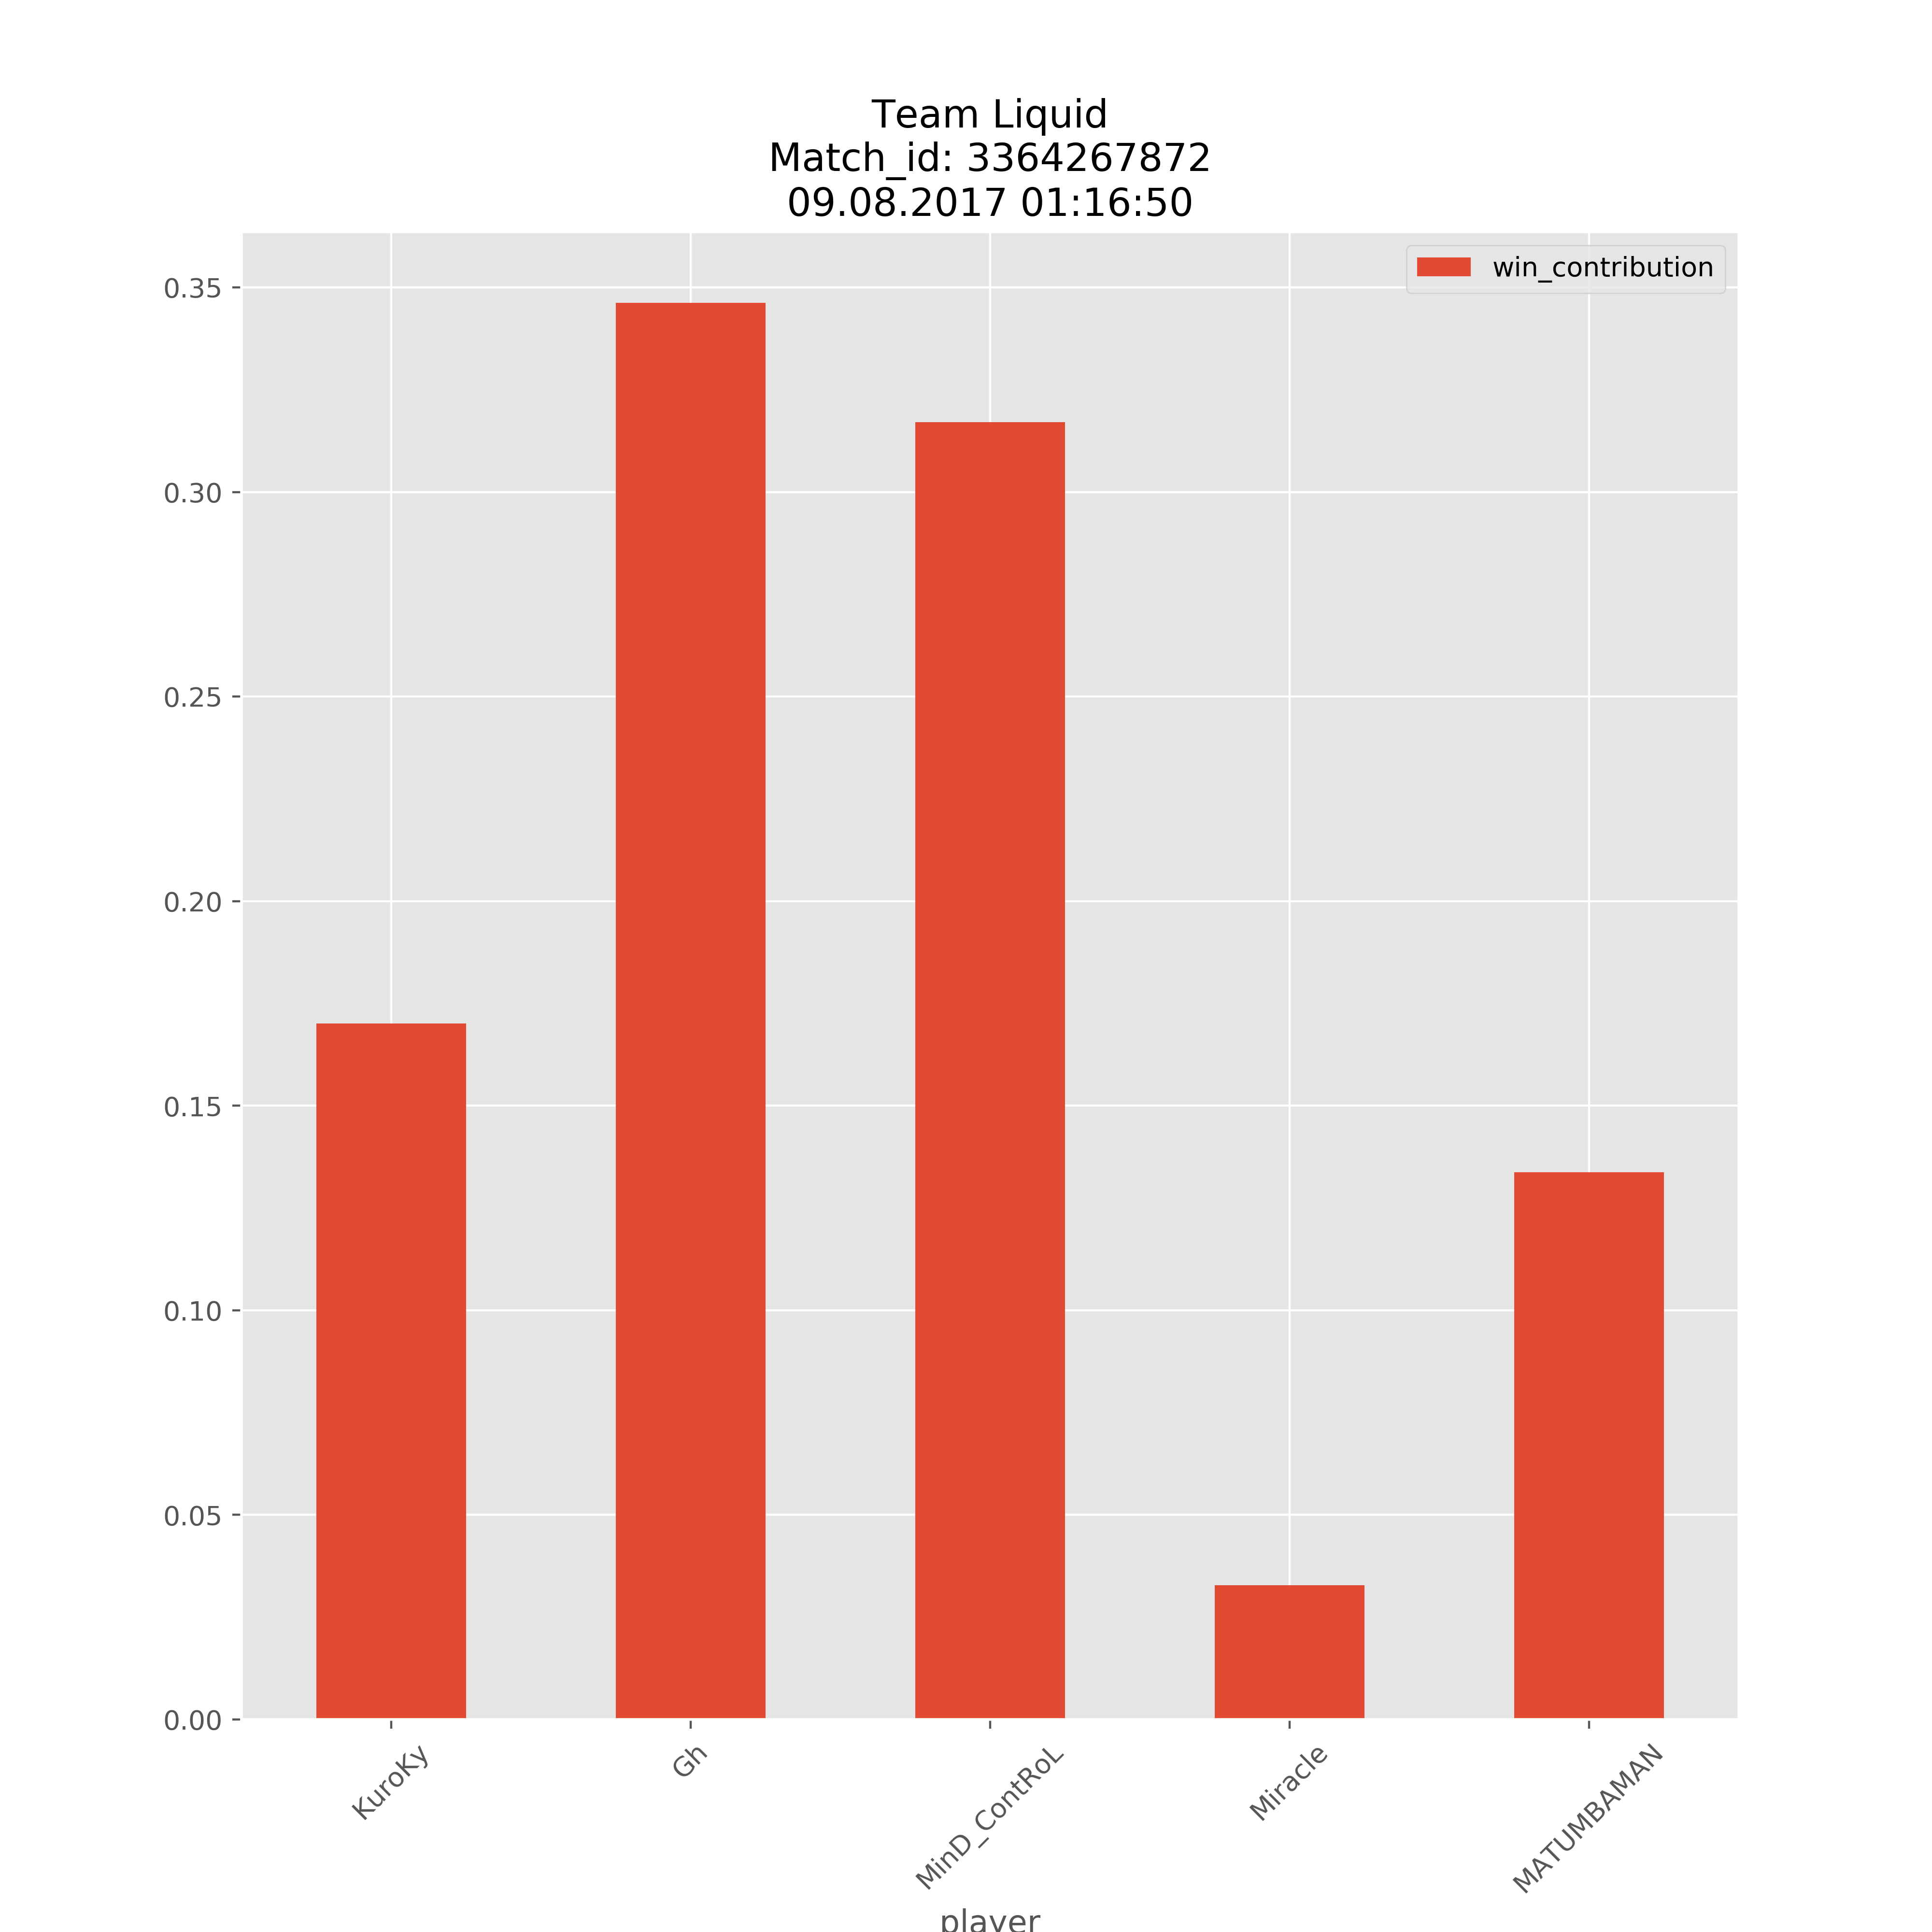 Team Liquid
Match_id: 3364267872
09.08.2017 01:16:50
win_contribution
0.35
0.30
0.25
0.20
0.15
0.10
0.05
0.00
KuroKy
Gh
MinD_ContRoL
Miracle
MATUMBAMAN
player